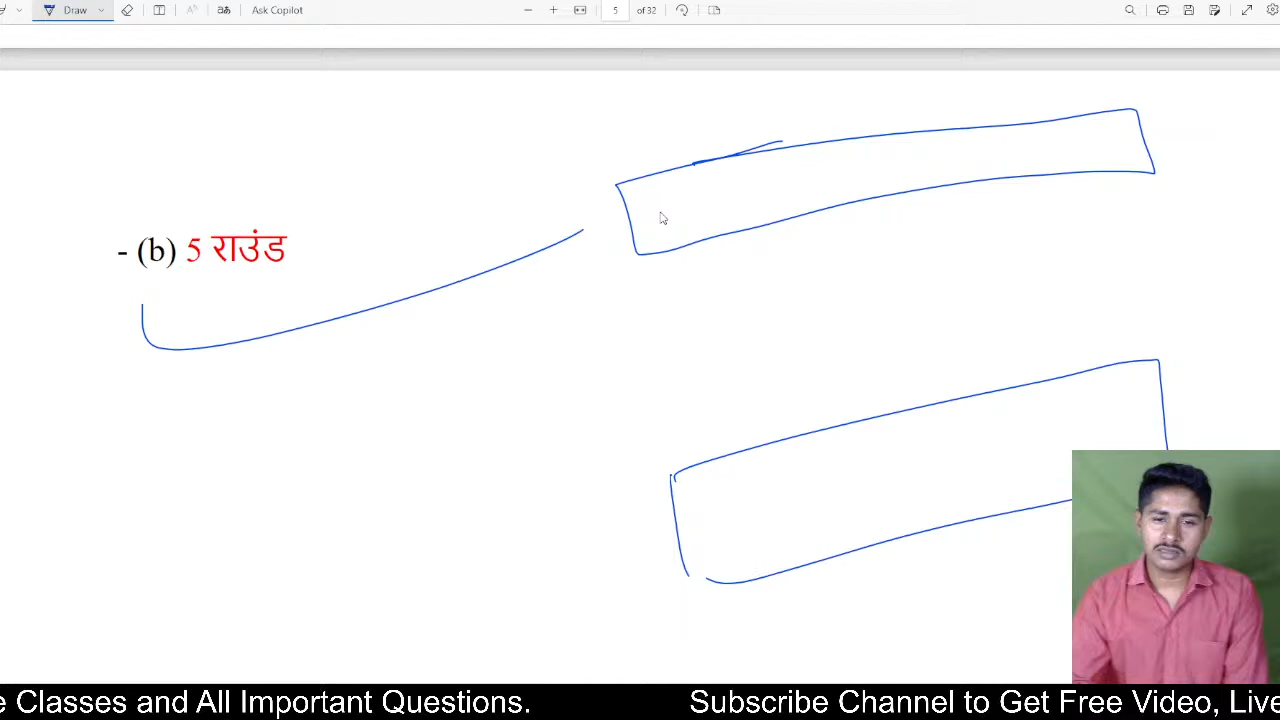 Draw
Ask Copilot
5 of 32
- (b) 5 राउंड
e Classes and All Important Questions. Subscribe Channel to Get Free Video, Live